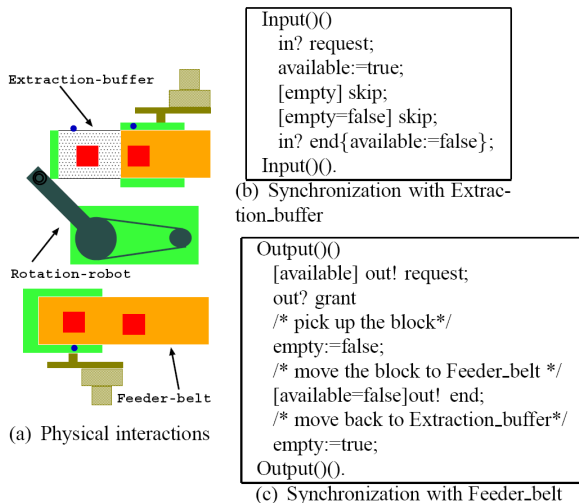 Extraction-buffer
Rotation-robot
Feeder-belt
(a) Physical interactions
Input()()
in? request;
available:=true;
[empty] skip;
[empty=false] skip;
in? end{available:=false};
Input()().
(b) Synchronization with Extrac-
tion_buffer
Output()()
[available] out! request;
out? grant
/* pick up the block*/
empty:=false;
/* move the block to Feeder_belt */
[available=false]out! end;
/* move back to Extraction_buffer*/
empty:=true;
Output()().
(c) Synchronization with Feeder_belt